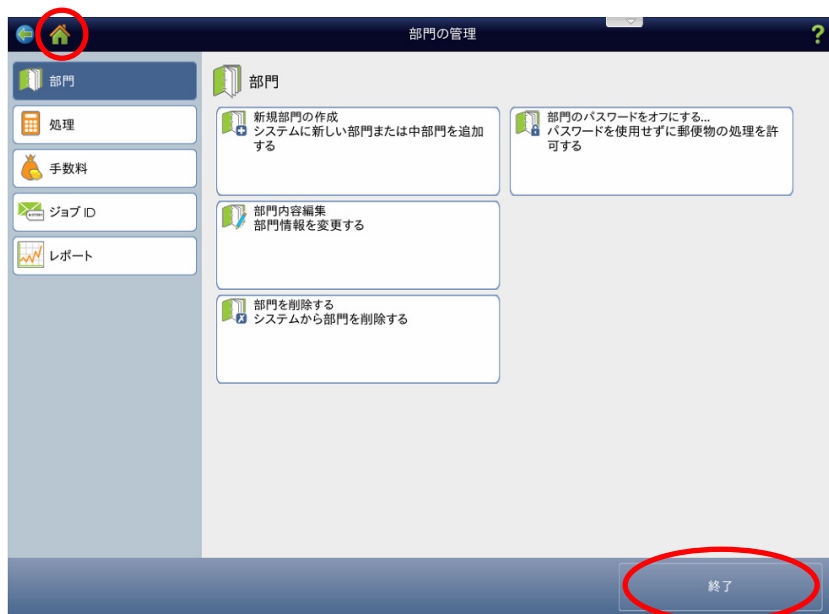 部門の管理
?
部門
処理
手数料
ジョブ ID
レポート
部門
新規部門の作成
システムに新しい部門または中部門を追加
する
部門のパスワードをオフにする...
パスワードを使用せずに郵便物の処理を許
可する
部門内容編集
部門情報を変更する
部門を削除する
システムから部門を削除する
終了